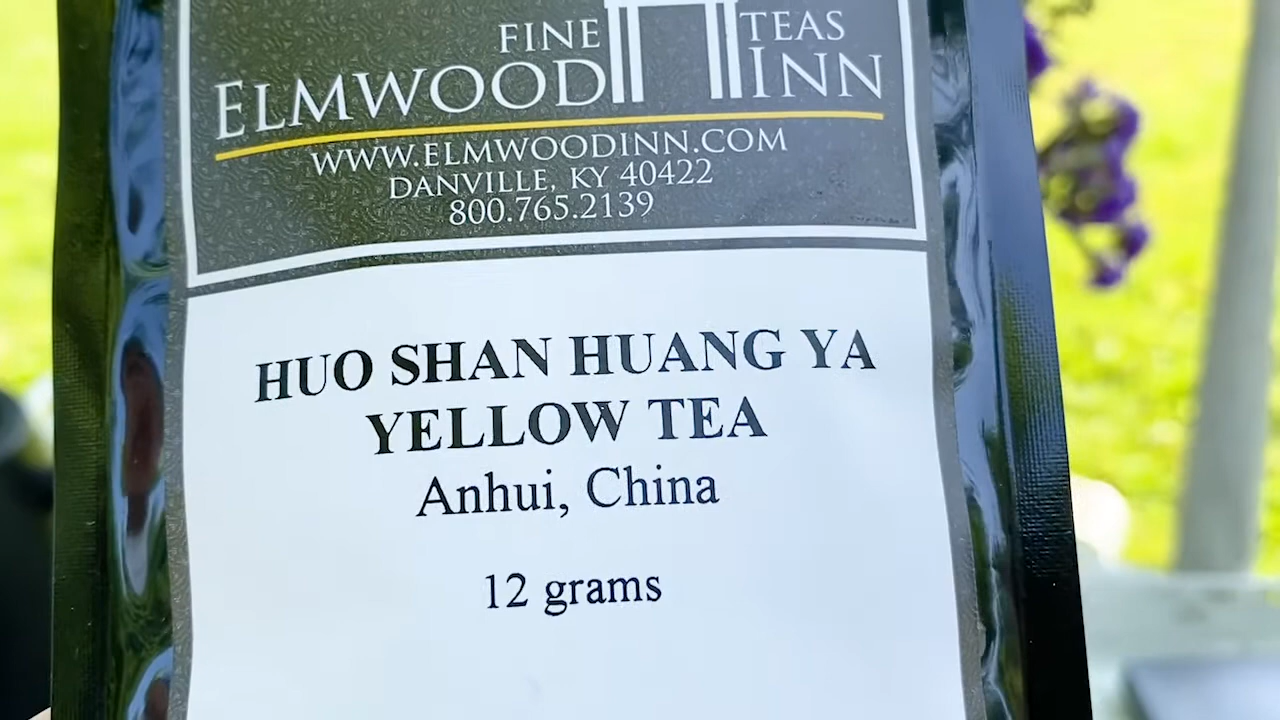 FINE TEAS
ELMWOOD INN
WWW.ELMWOODINN.COM
DANVILLE, KY 40422
800.765.2139
HUO SHAN HUANG YA
YELLOW TEA
Anhui, China
12 grams